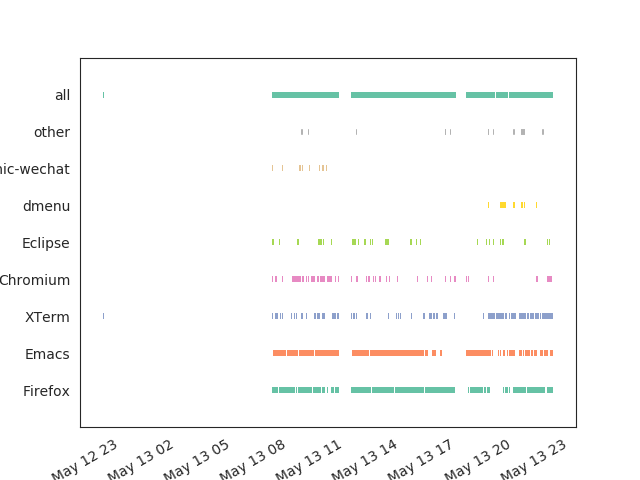 all
other
nic-wechat
dmenu
Eclipse
Chromium
XTerm
Emacs
Firefox
May 12 23
May 13 02
May 13 05
May 13 08
May 13 11
May 13 14
May 13 17
May 13 20
May 13 23